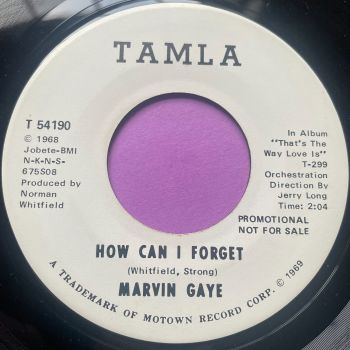 TAMLA
T 54190
© 1968
Jobete-BMI
N-K-N-S-
675S08
Produced by
Norman
Whitfield
In Album
"That's The
Way Love Is"
T-299
Orchestration
Direction By
Jerry Long
Time: 2:04
PROMOTIONAL
NOT FOR SALE
HOW CAN I FORGET
(Whitfield, Strong)
MARVIN GAYE
A TRADEMARK OF MOTOWN RECORD CORP. © 1969